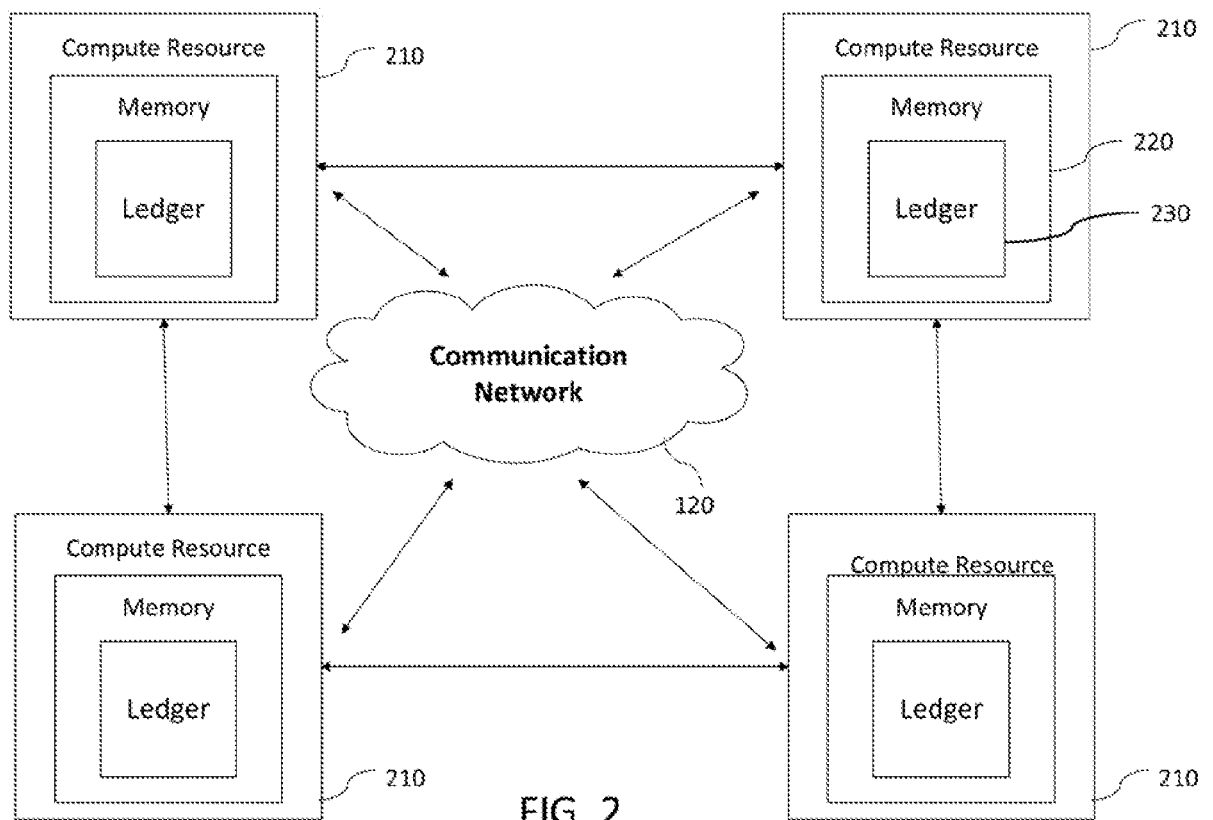 Compute Resource
210
Memory
Ledger
Compute Resource
210
Memory
220
Ledger
230
Communication
Network
120
Compute Resource
Memory
Ledger
210
Compute Resource
Memory
Ledger
210
FIG. 2